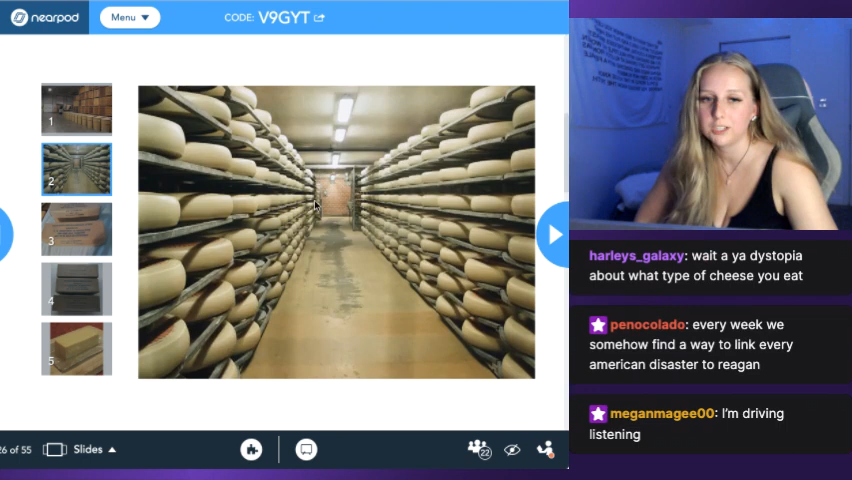 nearpod
Menu
CODE: V9GYT
1
2
3
4
5
26 of 55
Slides
22
harleys_galaxy: wait a ya dystopia
about what type of cheese you eat
penocolado: every week we
somehow find a way to link every
american disaster to reagan
meganmagee00: I'm driving
listening